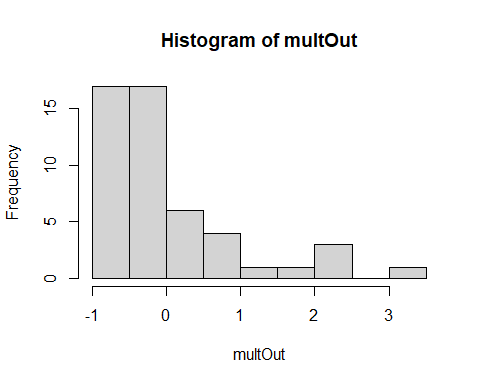 Histogram of multOut
Frequency
15
10
5
0
-1 0 1 2 3
multOut